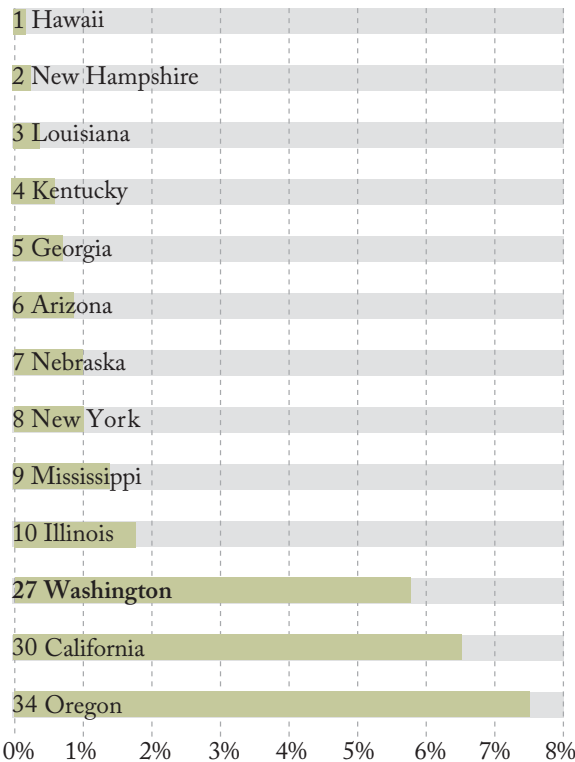 1 Hawaii
2 New Hampshire
3 Louisiana
4 Kentucky
5 Georgia
6 Arizona
7 Nebraska
8 New York
9 Mississippi
10 Illinois
27 Washington
30 California
34 Oregon
0% 1% 2% 3% 4% 5% 6% 7% 8%